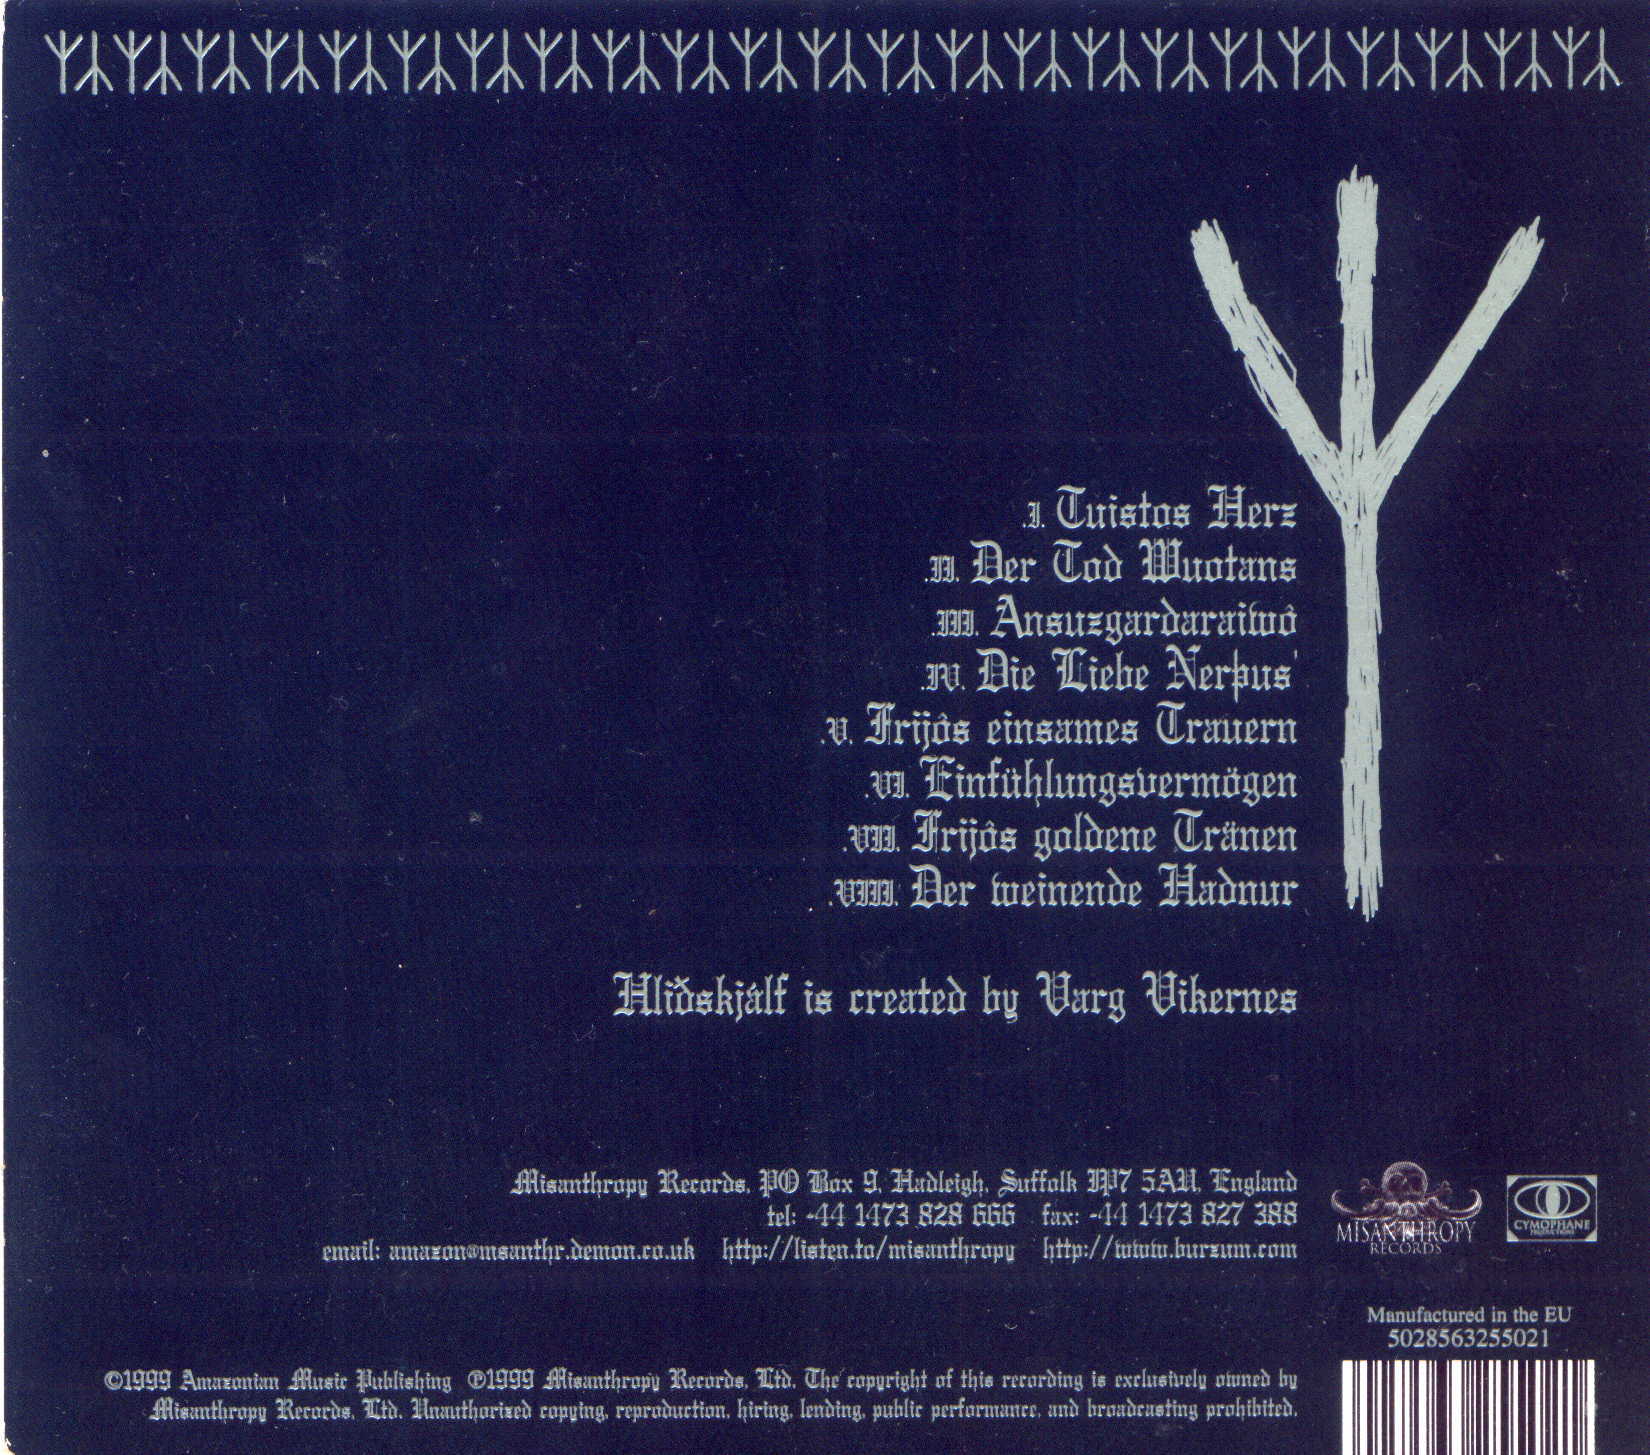 .I. Tuistos Herz
.II. Der Tod Wuotans
.III. Ansuzgardaraiwô
.IV. Die Liebe Nerþus'
.V. Frijôs einsames Trauern
.VI. Einfühlungsvermögen
.VII. Frijôs goldene Tränen
.VIII. Der weinende Hadnur
Hliðskjálf is created by Varg Vikernes
Misanthropy Records, PO Box 9, Hadleigh, Suffolk IP7 5AU, England
tel: -44 1473 828 666 fax: -44 1473 827 388
email: amazon@msanthr.demon.co.uk http://listen.to/misanthropy http://www.burzum.com
MISANTHROPY
RECORDS
CYMOPHANE
PRODUCTIONS
Manufactured in the EU
5028563255021
©1999 Amazonian Music Publishing ℗1999 Misanthropy Records, Ltd. The copyright of this recording is exclusively owned by
Misanthropy Records, Ltd. Unauthorized copying, reproduction, hiring, lending, public performance, and broadcasting prohibited.